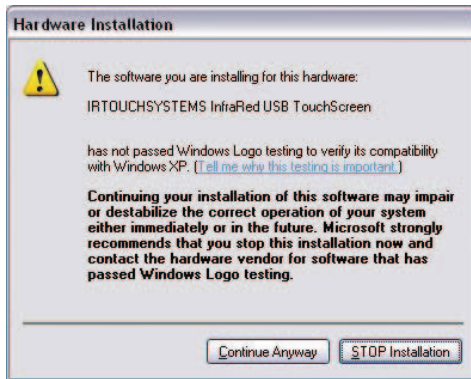 Hardware Installation
The software you are installing for this hardware:
IRTOUCHSYSTEMS InfraRed USB TouchScreen
has not passed Windows Logo testing to verify its compatibility
with Windows XP. (Tell me why this testing is important.)
Continuing your installation of this software may impair
or destabilize the correct operation of your system
either immediately or in the future. Microsoft strongly
recommends that you stop this installation now and
contact the hardware vendor for software that has
passed Windows Logo testing.
Continue Anyway
STOP Installation